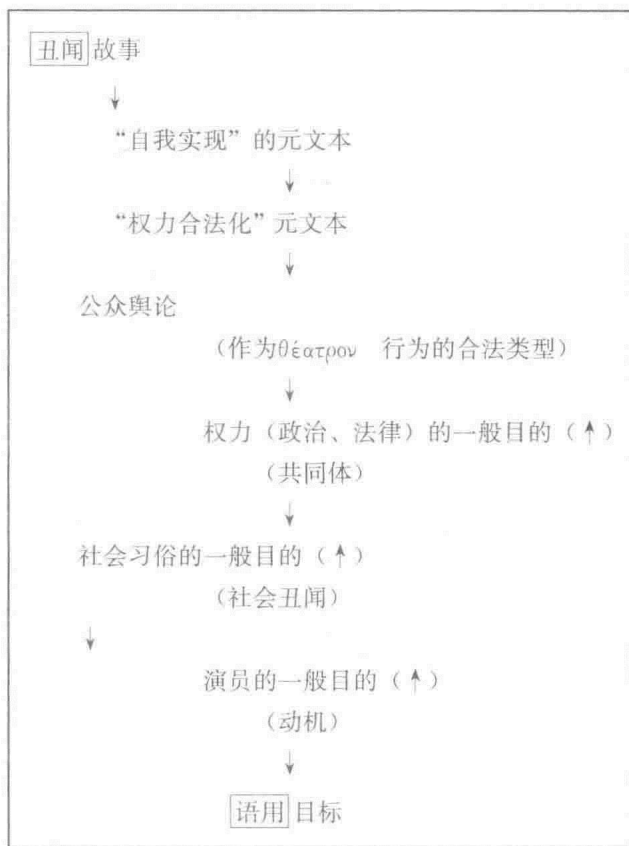 丑闻故事
↓
“自我实现”的元文本
↓
“权力合法化”元文本
↓
公众舆论
（作为θέατρον 行为的合法类型）
↓
权力（政治、法律）的一般目的（↑）
（共同体）
↓
社会习俗的一般目的（↑）
（社会丑闻）
↓
演员的一般目的（↑）
（动机）
↓
语用目标